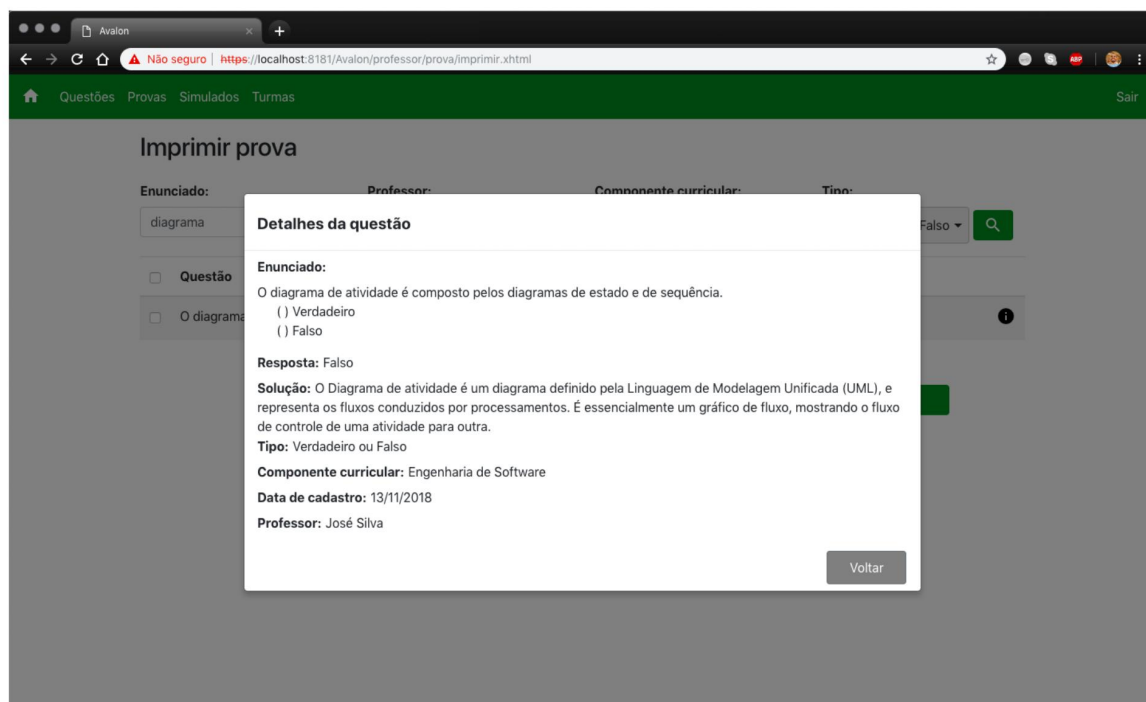 Avalon
Não seguro | https://localhost:8181/Avalon/professor/prova/imprimir.xhtml
ABP
Questões Provas Simulados Turmas Sair
Imprimir prova
Enunciado: Professor: Componente curricular: Tipo:
diagrama Falso
Questão
O diagrama
Detalhes da questão
Enunciado:
O diagrama de atividade é composto pelos diagramas de estado e de sequência.
( ) Verdadeiro
( ) Falso
Resposta: Falso
Solução: O Diagrama de atividade é um diagrama definido pela Linguagem de Modelagem Unificada (UML), e
representa os fluxos conduzidos por processamentos. É essencialmente um gráfico de fluxo, mostrando o fluxo
de controle de uma atividade para outra.
Tipo: Verdadeiro ou Falso
Componente curricular: Engenharia de Software
Data de cadastro: 13/11/2018
Professor: José Silva
Voltar